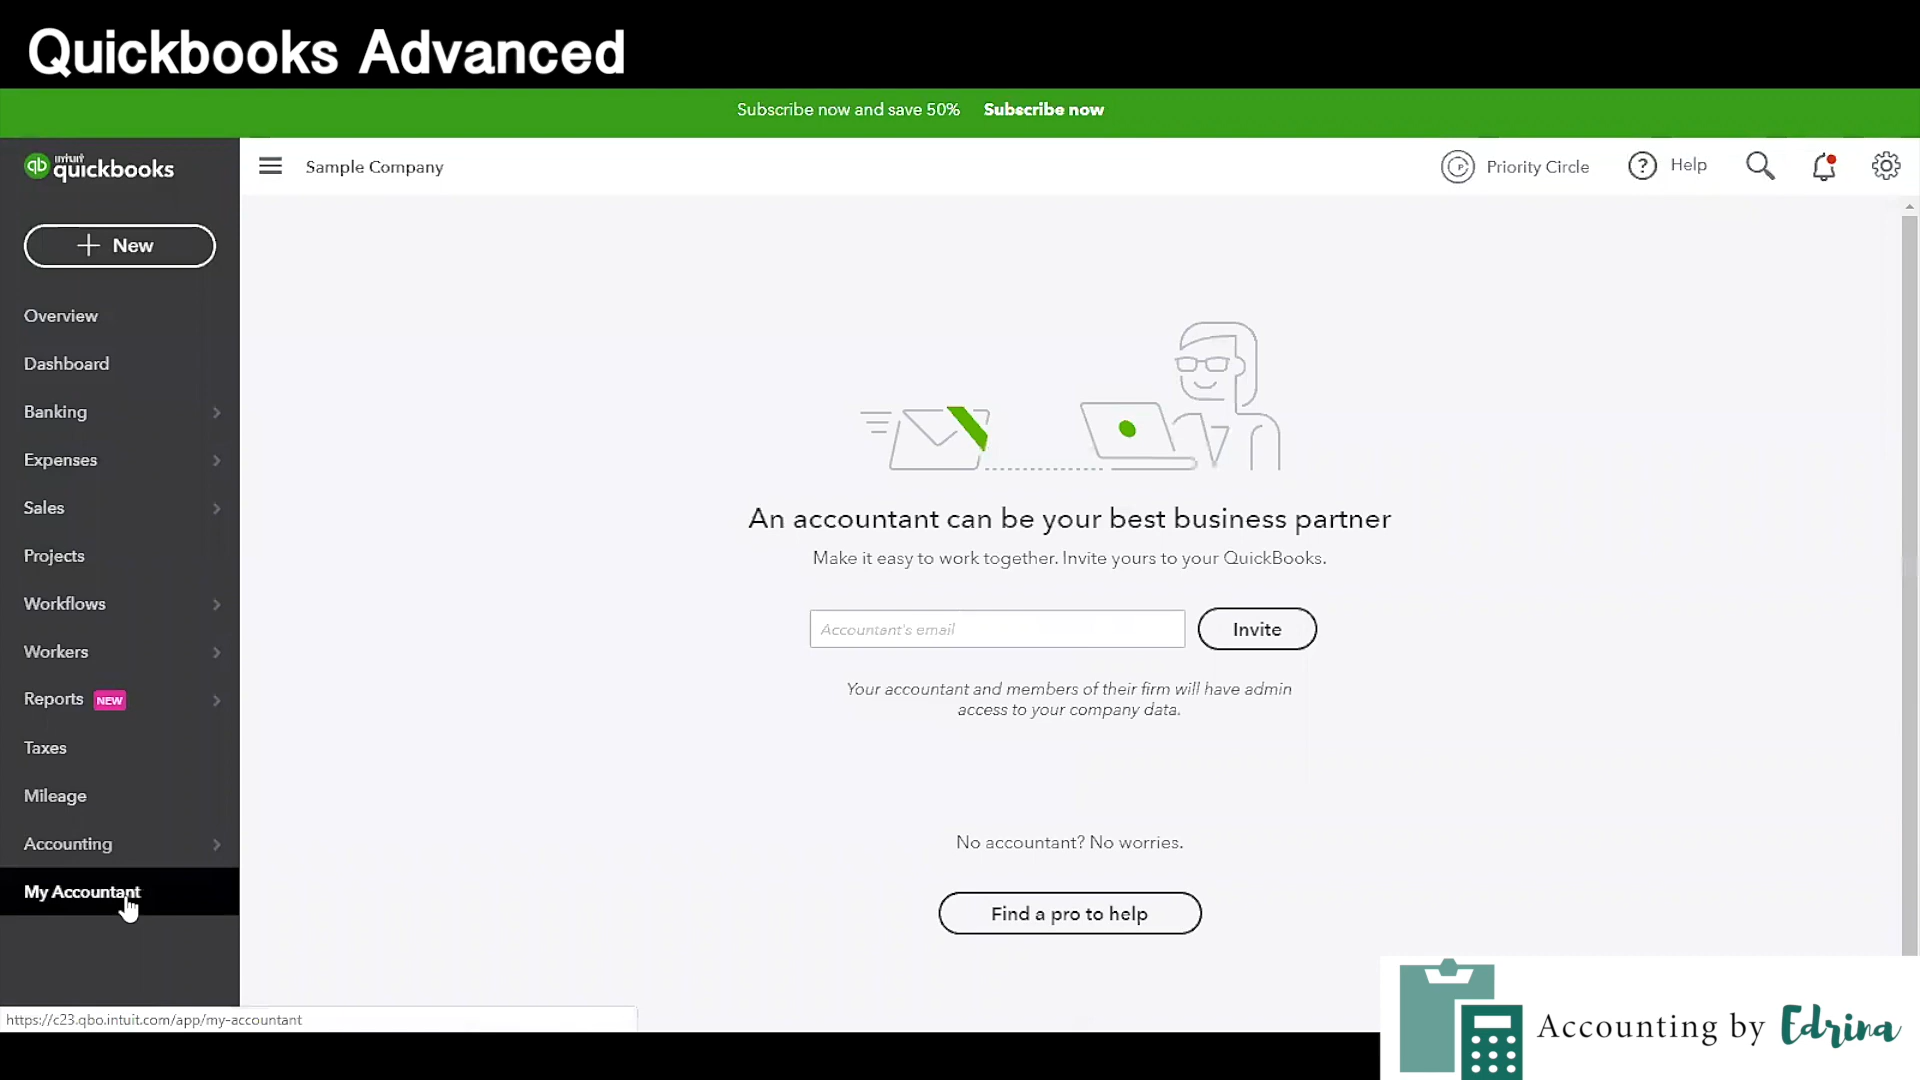 Quickbooks Advanced
Subscribe now and save 50% Subscribe now
intuit
qb quickbooks
Sample Company
Priority Circle
Help
+ New
Overview
Dashboard
Banking
Expenses
Sales
Projects
Workflows
Workers
Reports NEW
Taxes
Mileage
Accounting
My Accountant
An accountant can be your best business partner
Make it easy to work together. Invite yours to your QuickBooks.
Accountant's email
Invite
Your accountant and members of their firm will have admin
access to your company data.
No accountant? No worries.
Find a pro to help
https://c23.qbo.intuit.com/app/my-accountant
Accounting by Edrina